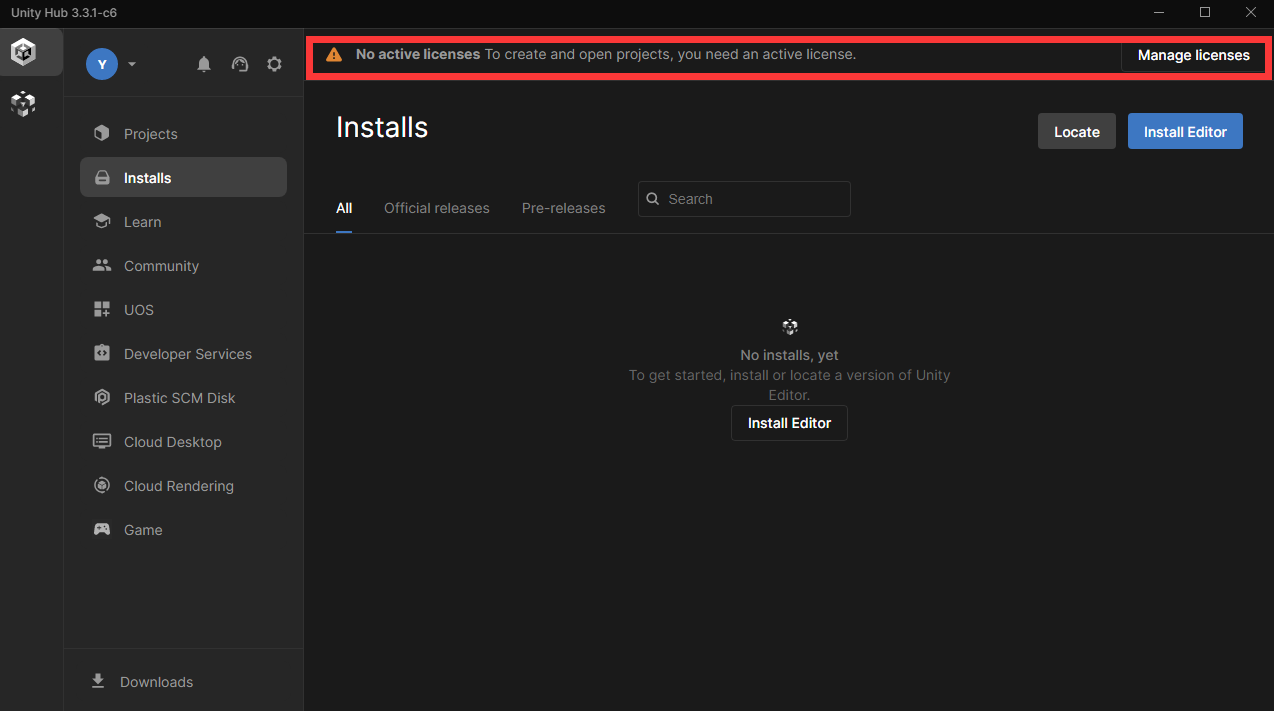 Unity Hub 3.3.1-c6
Y
No active licenses To create and open projects, you need an active license.
Manage licenses
Projects
Installs
Learn
Community
UOS
Developer Services
Plastic SCM Disk
Cloud Desktop
Cloud Rendering
Game
Downloads
Installs
Locate
Install Editor
All
Official releases
Pre-releases
Search
No installs, yet
To get started, install or locate a version of Unity
Editor.
Install Editor